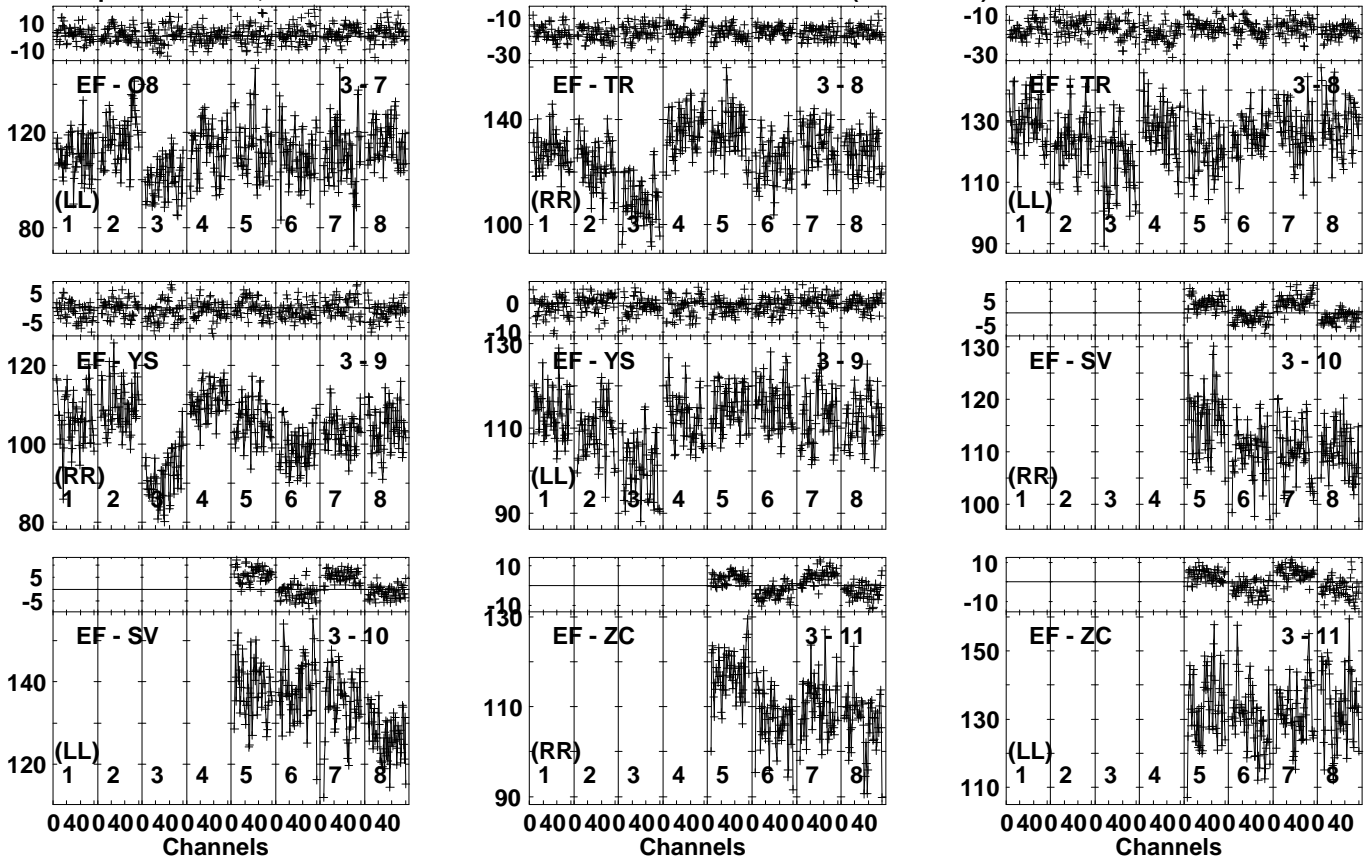 10
-10
EF - O8 3 - 7
120
(LL)
80
1 2 3 4 5 6 7 8
-10
-30
EF - TR 3 - 8
140
(RR)
100
1 2 3 4 5 6 7 8
-10
-30
EF - TR 3 - 8
130
110
(LL)
90
1 2 3 4 5 6 7 8
5
-5
EF - YS 3 - 9
120
100
(RR)
80
1 2 3 4 5 6 7 8
0
-10
130
EF - YS 3 - 9
110
(LL)
90
1 2 3 4 5 6 7 8
5
-5
130
EF - SV 3 - 10
120
110
(RR)
100
1 2 3 4 5 6 7 8
5
-5
EF - SV 3 - 10
140
(LL)
120
1 2 3 4 5 6 7 8
0 40 0 40 0 40 0 40 0 40 0 40 0 40 0 40
Channels
10
-10
130
EF - ZC 3 - 11
110
(RR)
90
1 2 3 4 5 6 7 8
0 40 0 40 0 40 0 40 0 40 0 40 0 40 0 40
Channels
10
-10
EF - ZC 3 - 11
150
130
(LL)
110
1 2 3 4 5 6 7 8
0 40 0 40 0 40 0 40 0 40 0 40 0 40 0 40
Channels